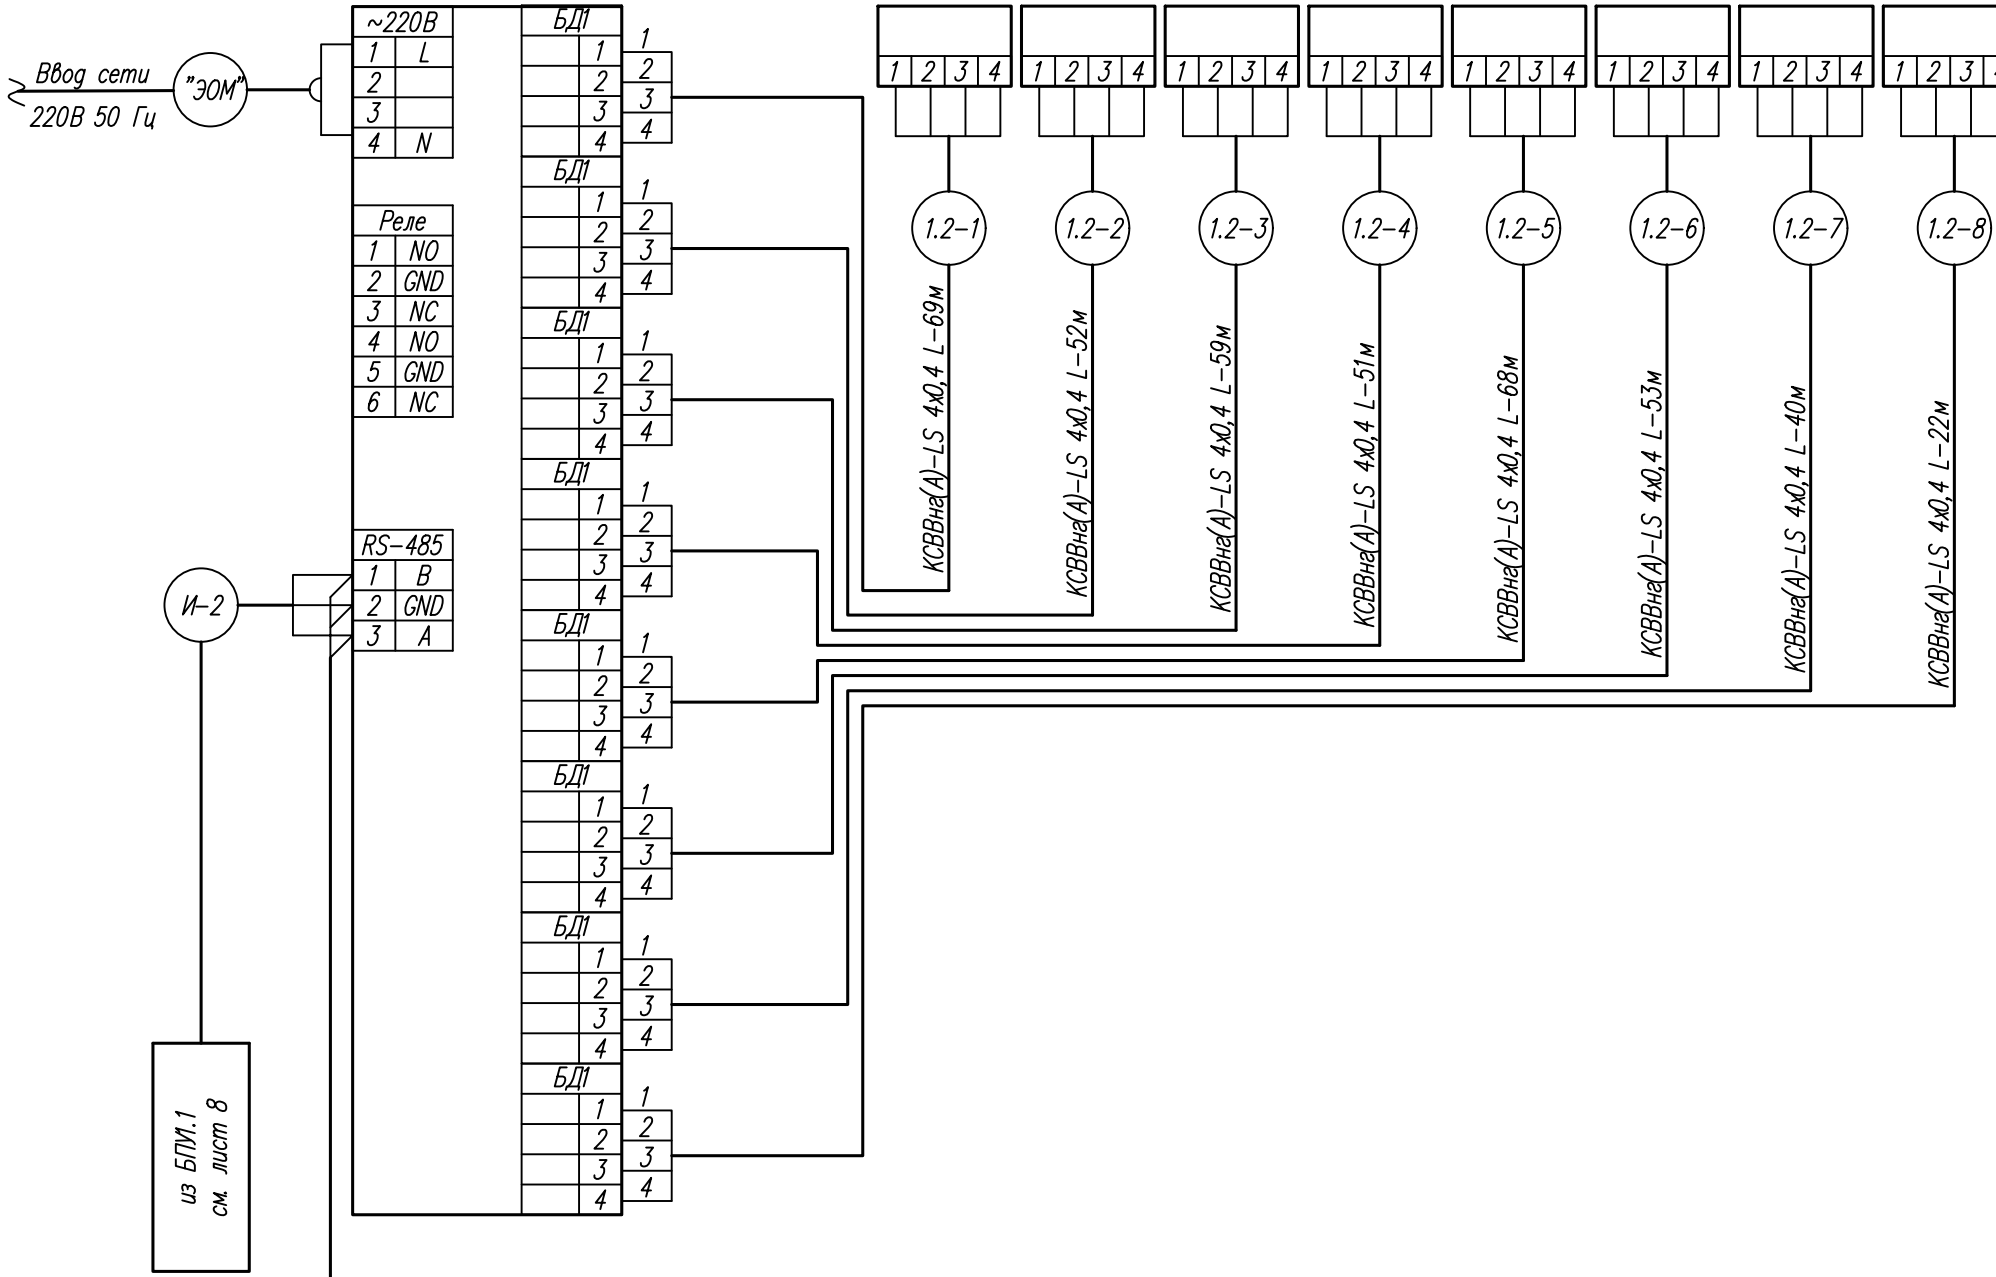 Ввод сети
220В 50 Гц
"ЭОМ"
~220В
1 L
2
3
4 N
Реле
1 NO
2 GND
3 NC
4 NO
5 GND
6 NC
RS-485
1 B
2 GND
3 A
И-2
из БПИ1.1
см. лист 8
БД1
1 1
2 2
3 3
4 4
БД1
1 1
2 2
3 3
4 4
БД1
1 1
2 2
3 3
4 4
БД1
1 1
2 2
3 3
4 4
БД1
1 1
2 2
3 3
4 4
БД1
1 1
2 2
3 3
4 4
БД1
1 1
2 2
3 3
4 4
БД1
1 1
2 2
3 3
4 4
1 2 3 4
1 2 3 4
1 2 3 4
1 2 3 4
1 2 3 4
1 2 3 4
1 2 3 4
1 2 3
1.2-1
1.2-2
1.2-3
1.2-4
1.2-5
1.2-6
1.2-7
1.2-8
КСВВнг(А)-LS 4х0,4 L-69м
КСВВнг(А)-LS 4х0,4 L-52м
КСВВнг(А)-LS 4х0,4 L-59м
КСВВнг(А)-LS 4х0,4 L-51м
КСВВнг(А)-LS 4х0,4 L-68м
КСВВнг(А)-LS 4х0,4 L-53м
КСВВнг(А)-LS 4х0,4 L-40м
КСВВнг(А)-LS 4х0,4 L-22м